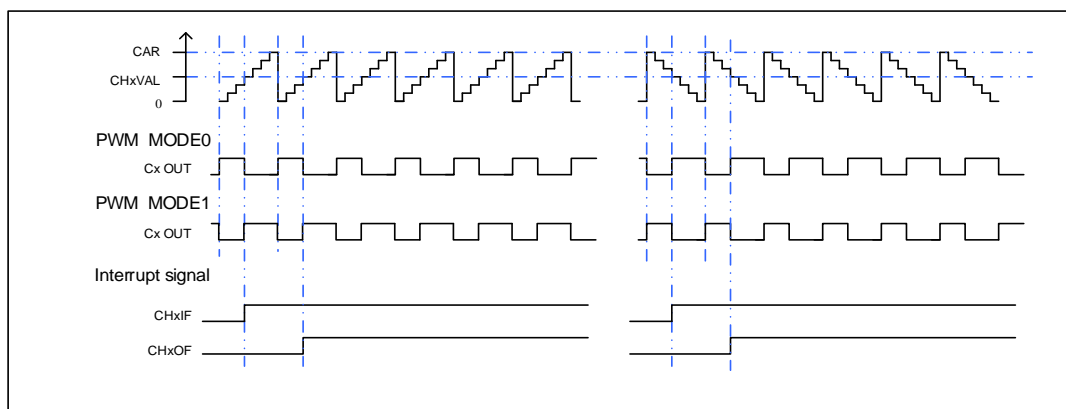 CAR
CHxVAL
0
PWM MODE0
Cx OUT
PWM MODE1
Cx OUT
Interrupt signal
CHxIF
CHxOF